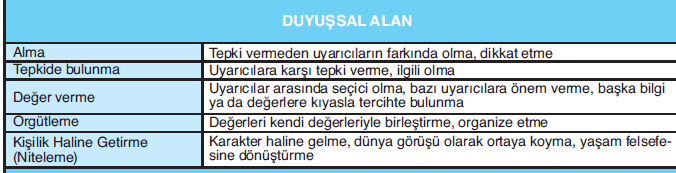 DUYUŞSAL ALAN
Alma Tepki vermeden uyarıcıların farkında olma, dikkat etme
Tepkide bulunma Uyarıcılara karşı tepki verme, ilgili olma
Değer verme Uyarıcılar arasında seçici olma, bazı uyarıcılara önem verme, başka bilgi
ya da değerlere kıyasla tercihte bulunma
Örgütleme Değerleri kendi değerleriyle birleştirme, organize etme
Kişilik Haline Getirme Karakter haline gelme, dünya görüşü olarak ortaya koyma, yaşam felsefe-
(Niteleme) sine dönüştürme